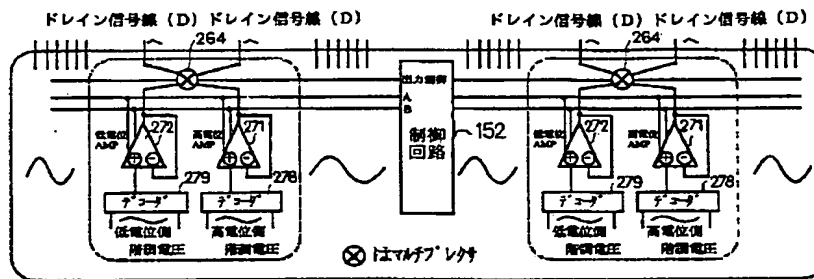 ドレイン信号線(D) ドレイン信号線(D)
ドレイン信号線(D) ドレイン信号線(D)
264
264
出力制御
A
B
制御
回路
152
低電位
AMP
272
高電位
AMP
271
低電位
AMP
272
高電位
AMP
271
279
278
279
278
デコーダ
デコーダ
デコーダ
デコーダ
低電位側
階調電圧
高電位側
階調電圧
低電位側
階調電圧
高電位側
階調電圧
はマルチプレクサ